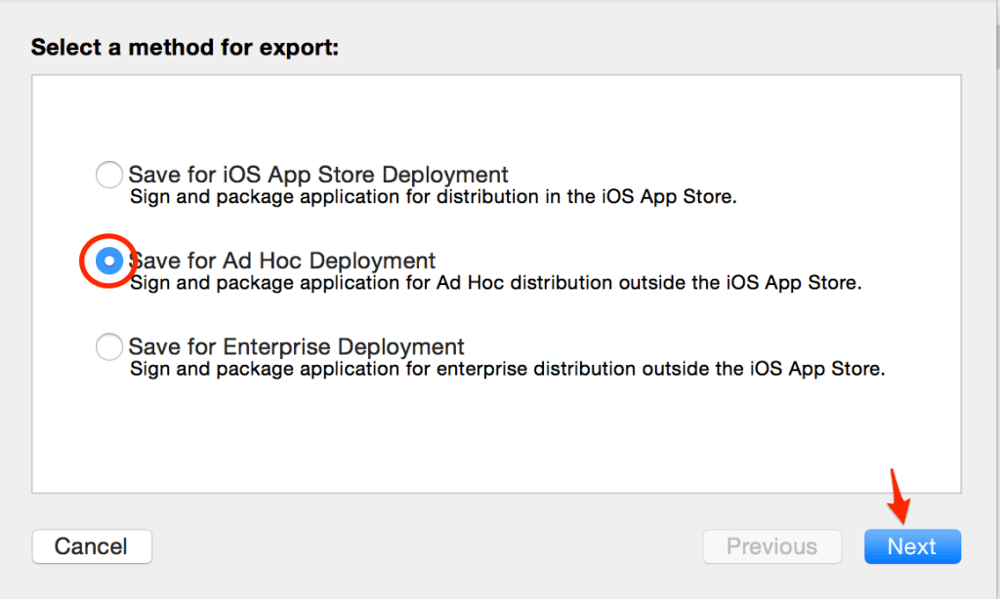 Select a method for export:
Save for iOS App Store Deployment
Sign and package application for distribution in the iOS App Store.
Save for Ad Hoc Deployment
Sign and package application for Ad Hoc distribution outside the iOS App Store.
Save for Enterprise Deployment
Sign and package application for enterprise distribution outside the iOS App Store.
Cancel Previous Next